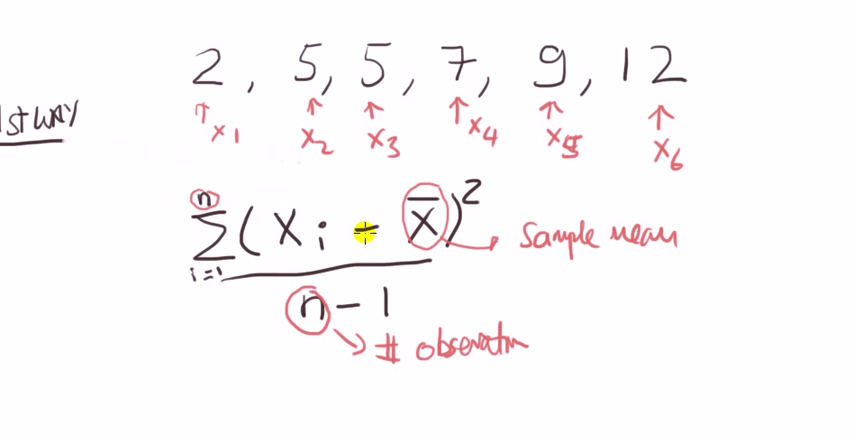 2, 5, 5, 7, 9, 12
1st WAY
x1 x2 x3 x4 x5 x6
n
∑ (xi - x̄)²
i=1
sample mean
n - 1
# observatn